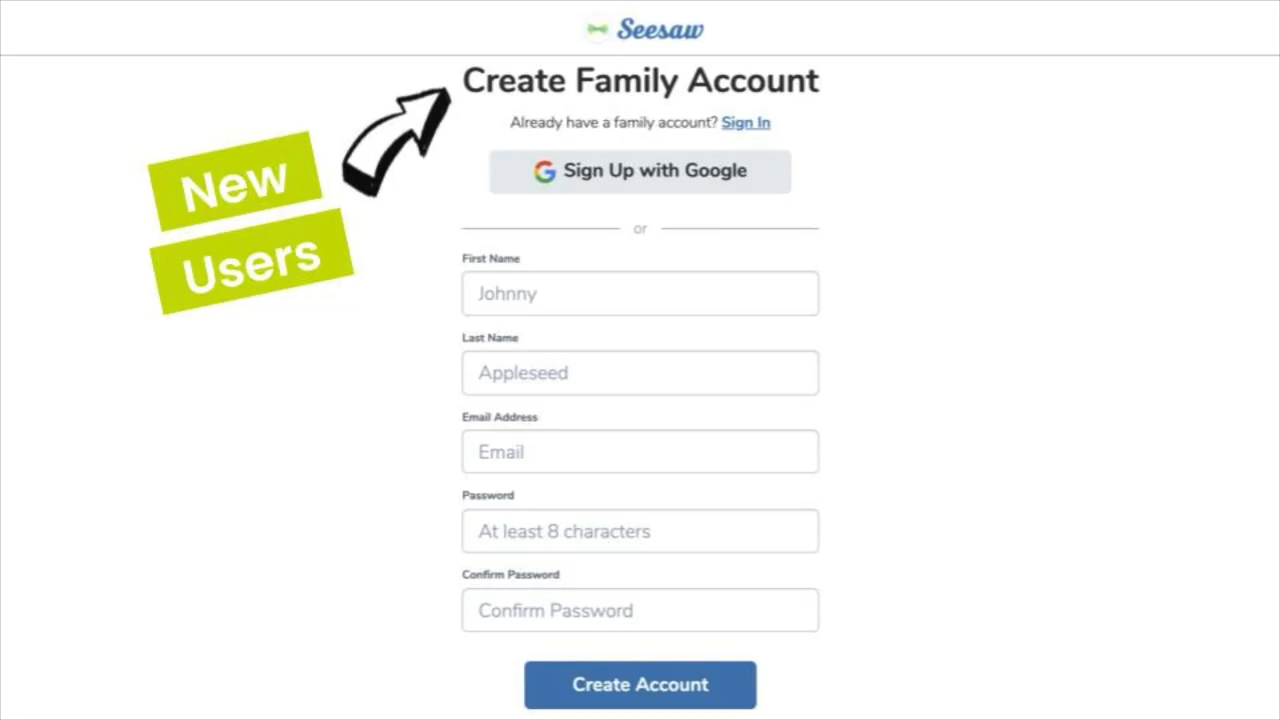 Seesaw
Create Family Account
Already have a family account? Sign In
Sign Up with Google
New
Users
or
First Name
Johnny
Last Name
Appleseed
Email Address
Email
Password
At least 8 characters
Confirm Password
Confirm Password
Create Account